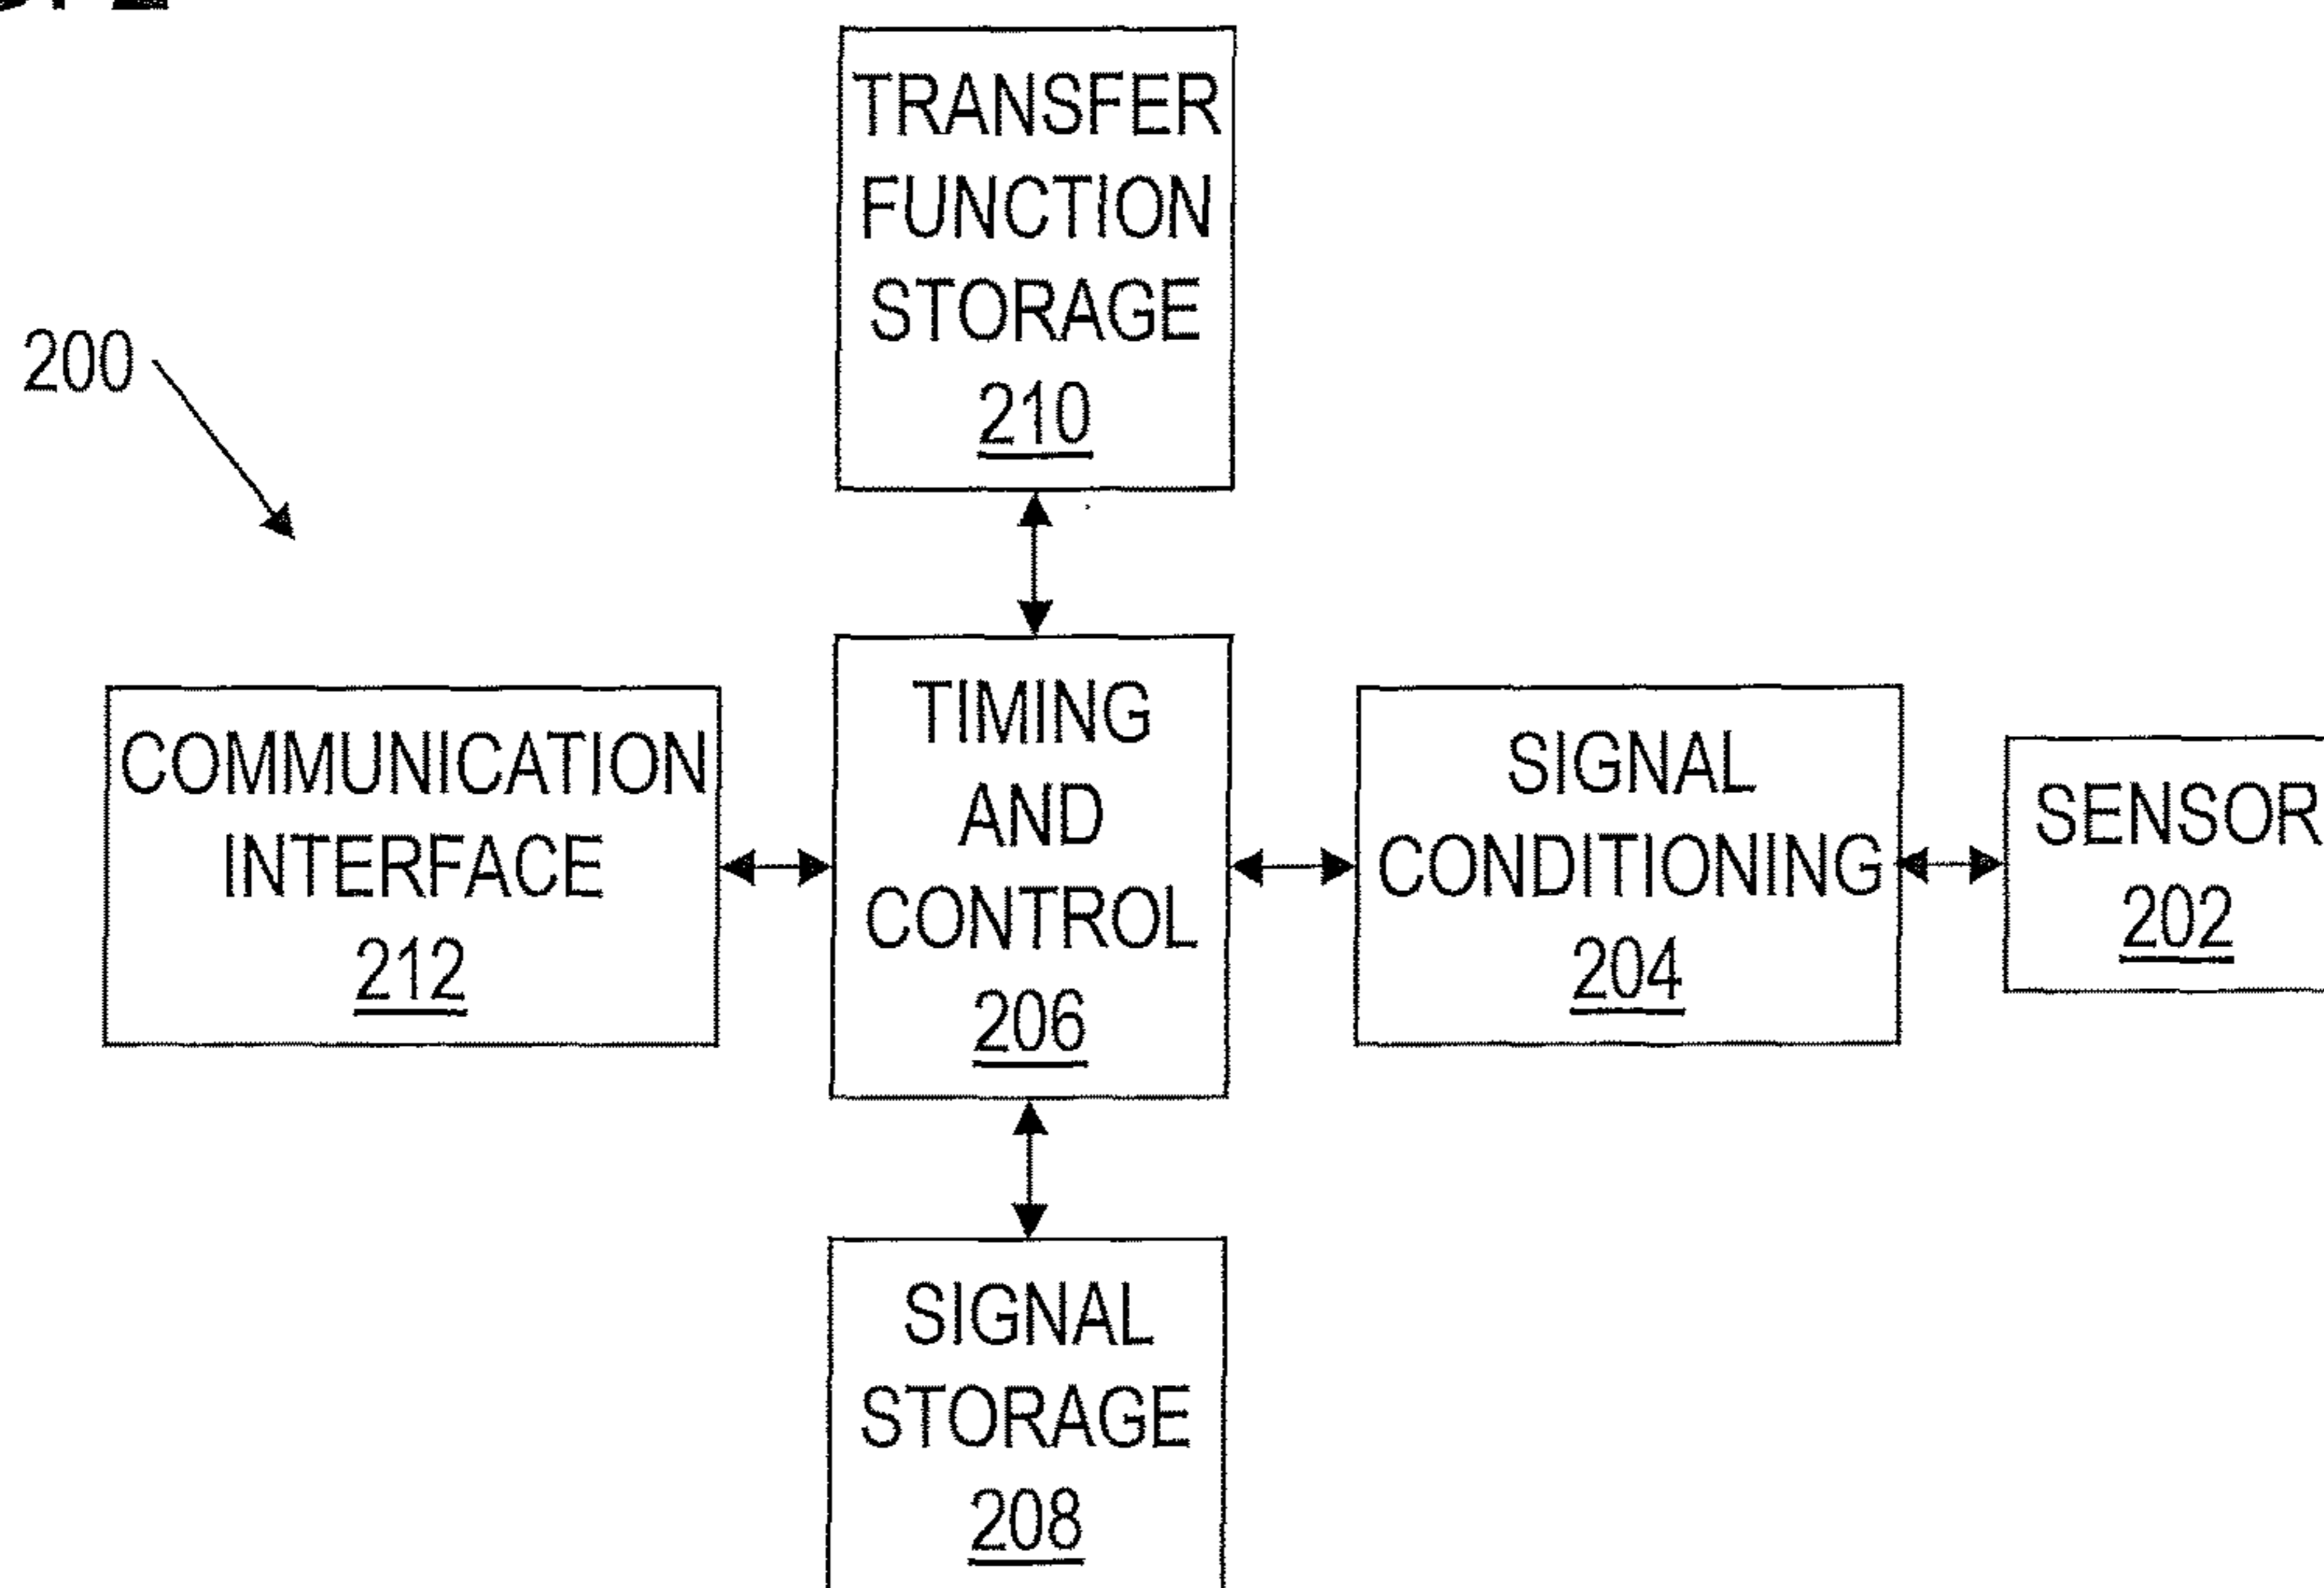 TRANSFER
FUNCTION
STORAGE
210
200
COMMUNICATION
INTERFACE
212
TIMING
AND
CONTROL
206
SIGNAL
CONDITIONING
204
SENSOR
202
SIGNAL
STORAGE
208